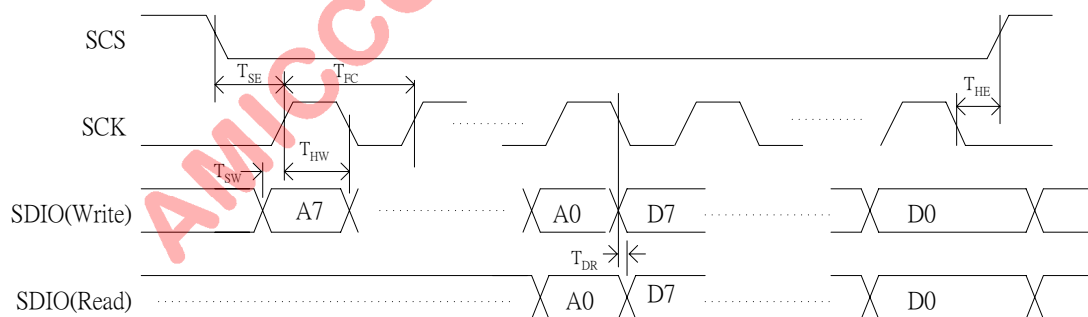 SCS
TSE
TFC
THE
SCK
THW
TSW
SDIO(Write)
A7
A0
D7
D0
TDR
SDIO(Read)
A0
D7
D0
AMICCO